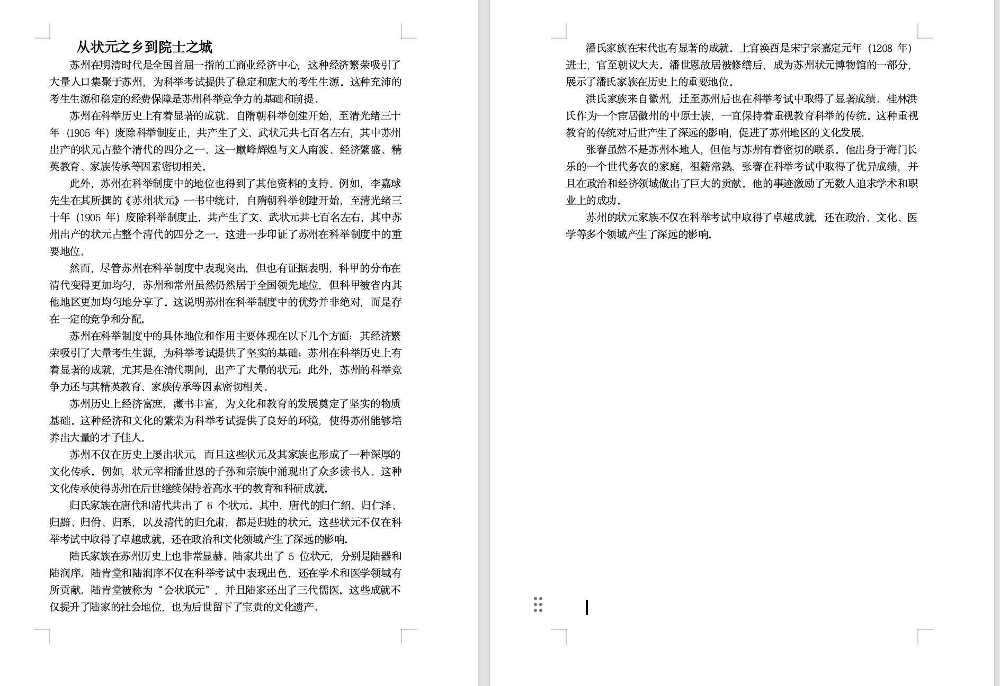 从状元之乡到院士之城
苏州在明清时代是全国首屈一指的工商业经济中心，这种经济繁荣吸引了
大量人口集聚于苏州，为科举考试提供了稳定和庞大的考生生源。这种充沛的
考生生源和稳定的经费保障是苏州科举竞争力的基础和前提。
苏州在科举历史上有着显著的成就。自隋朝科举创建开始，至清光绪三十
年（1905 年）废除科举制度止，共产生了文、武状元共七百名左右，其中苏州
出产的状元占整个清代的四分之一。这一巅峰辉煌与文人南渡、经济繁盛、精
英教育、家族传承等因素密切相关。
此外，苏州在科举制度中的地位也得到了其他资料的支持。例如，李嘉球
先生在其所撰的《苏州状元》一书中统计，自隋朝科举创建开始，至清光绪三
十年（1905 年）废除科举制度止，共产生了文、武状元共七百名左右，其中苏
州出产的状元占整个清代的四分之一。这进一步印证了苏州在科举制度中的重
要地位。
然而，尽管苏州在科举制度中表现突出，但也有证据表明，科甲的分布在
清代变得更加均匀，苏州和常州虽然仍然居于全国领先地位，但科甲被省内其
他地区更加均匀地分享了。这说明苏州在科举制度中的优势并非绝对，而是存
在一定的竞争和分配。
苏州在科举制度中的具体地位和作用主要体现在以下几个方面：其经济繁
荣吸引了大量考生生源，为科举考试提供了坚实的基础；苏州在科举历史上有
着显著的成就，尤其是在清代期间，出产了大量的状元；此外，苏州的科举竞
争力还与其精英教育、家族传承等因素密切相关。
苏州历史上经济富庶，藏书丰富，为文化和教育的发展奠定了坚实的物质
基础。这种经济和文化的繁荣为科举考试提供了良好的环境，使得苏州能够培
养出大量的才子佳人。
苏州不仅在历史上屡出状元，而且这些状元及其家族也形成了一种深厚的
文化传承。例如，状元宰相潘世恩的子孙和宗族中涌现出了众多读书人。这种
文化传承使得苏州在后世继续保持着高水平的教育和科研成就。
归氏家族在唐代和清代共出了 6 个状元。其中，唐代的归仁绍、归仁泽、
归黯、归佾、归系，以及清代的归允肃，都是归姓的状元。这些状元不仅在科
举考试中取得了卓越成就，还在政治和文化领域产生了深远的影响。
陆氏家族在苏州历史上也非常显赫。陆家共出了 5 位状元，分别是陆器和
陆润庠。陆肯堂和陆润庠不仅在科举考试中表现出色，还在学术和医学领域有
所贡献。陆肯堂被称为“会状联元”，并且陆家还出了三代儒医。这些成就不
仅提升了陆家的社会地位，也为后世留下了宝贵的文化遗产。
潘氏家族在宋代也有显著的成就。上官涣酉是宋宁宗嘉定元年（1208 年）
进士，官至朝议大夫。潘世恩故居被修缮后，成为苏州状元博物馆的一部分，
展示了潘氏家族在历史上的重要地位。
洪氏家族来自徽州，迁至苏州后也在科举考试中取得了显著成绩。桂林洪
氏作为一个宦居徽州的中原士族，一直保持着重视教育科举的传统。这种重视
教育的传统对后世产生了深远的影响，促进了苏州地区的文化发展。
张謇虽然不是苏州本地人，但他与苏州有着密切的联系。他出身于海门长
乐的一个世代务农的家庭，祖籍常熟。张謇在科举考试中取得了优异成绩，并
且在政治和经济领域做出了巨大的贡献。他的事迹激励了无数人追求学术和职
业上的成功。
苏州的状元家族不仅在科举考试中取得了卓越成就，还在政治、文化、医
学等多个领域产生了深远的影响。